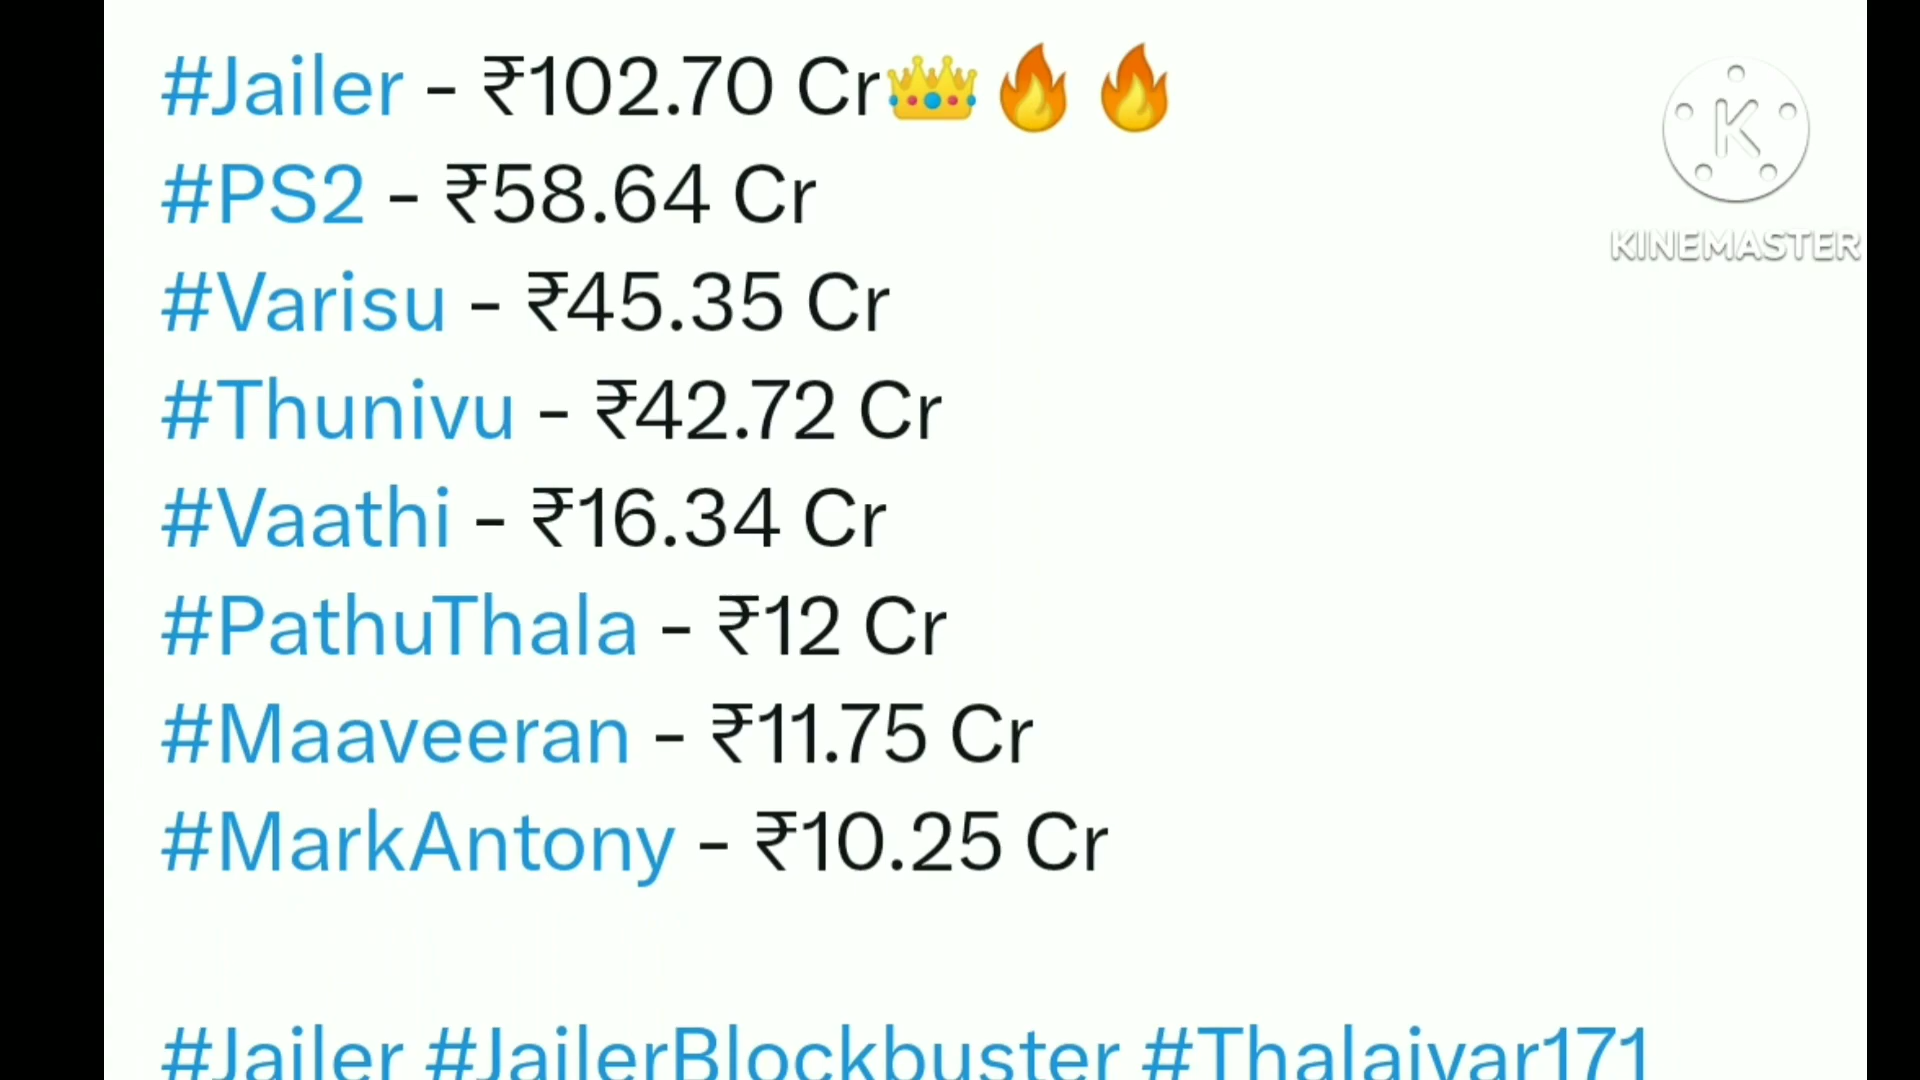 #Jailer - ₹102.70 Cr👑🔥🔥
#PS2 - ₹58.64 Cr
#Varisu - ₹45.35 Cr
#Thunivu - ₹42.72 Cr
#Vaathi - ₹16.34 Cr
#PathuThala - ₹12 Cr
#Maaveeran - ₹11.75 Cr
#MarkAntony - ₹10.25 Cr
#Jailer #JailerBlockbuster #Thalaivar171
K
KINEMASTER